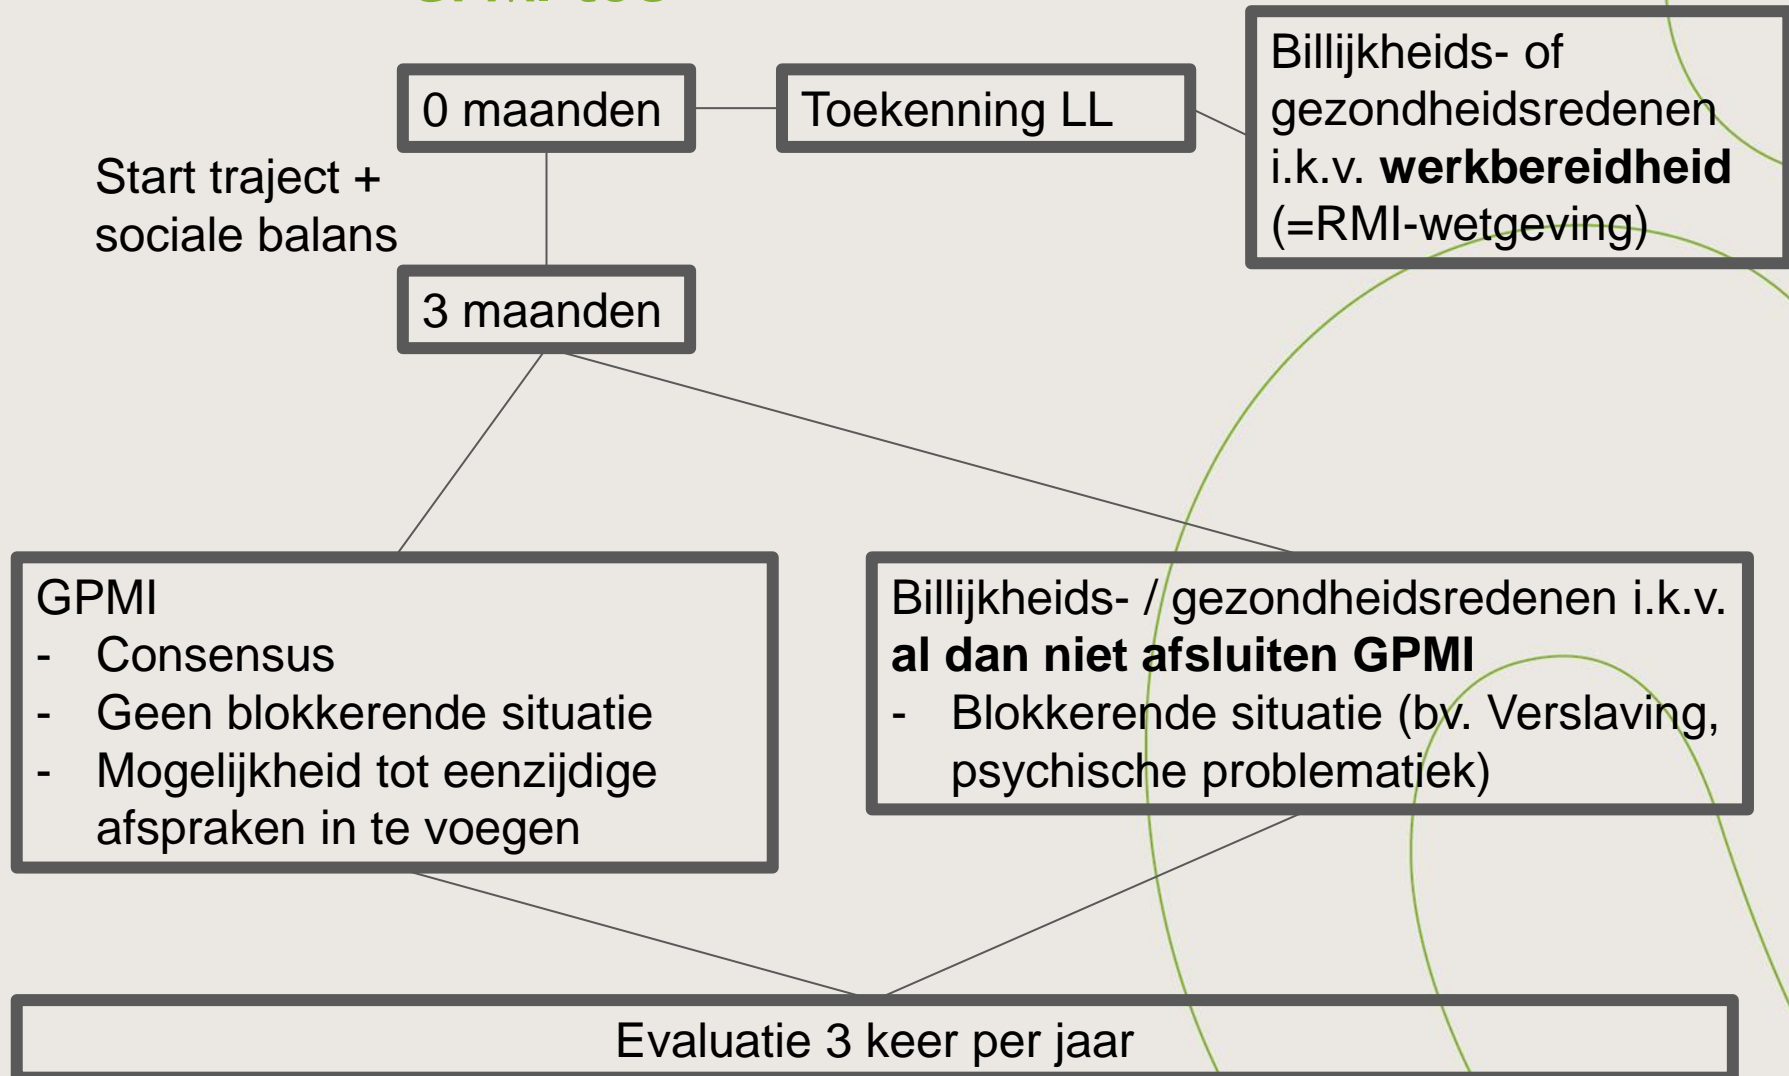 0 maanden
Toekenning LL
Billijkheids- of
gezondheidsredenen
i.k.v. werkbereidheid
(=RMI-wetgeving)
Start traject +
sociale balans
3 maanden
GPMI
- Consensus
- Geen blokkerende situatie
- Mogelijkheid tot eenzijdige
afspraken in te voegen
Billijkheids- / gezondheidsredenen i.k.v.
al dan niet afsluiten GPMI
- Blokkerende situatie (bv. Verslaving,
psychische problematiek)
Evaluatie 3 keer per jaar